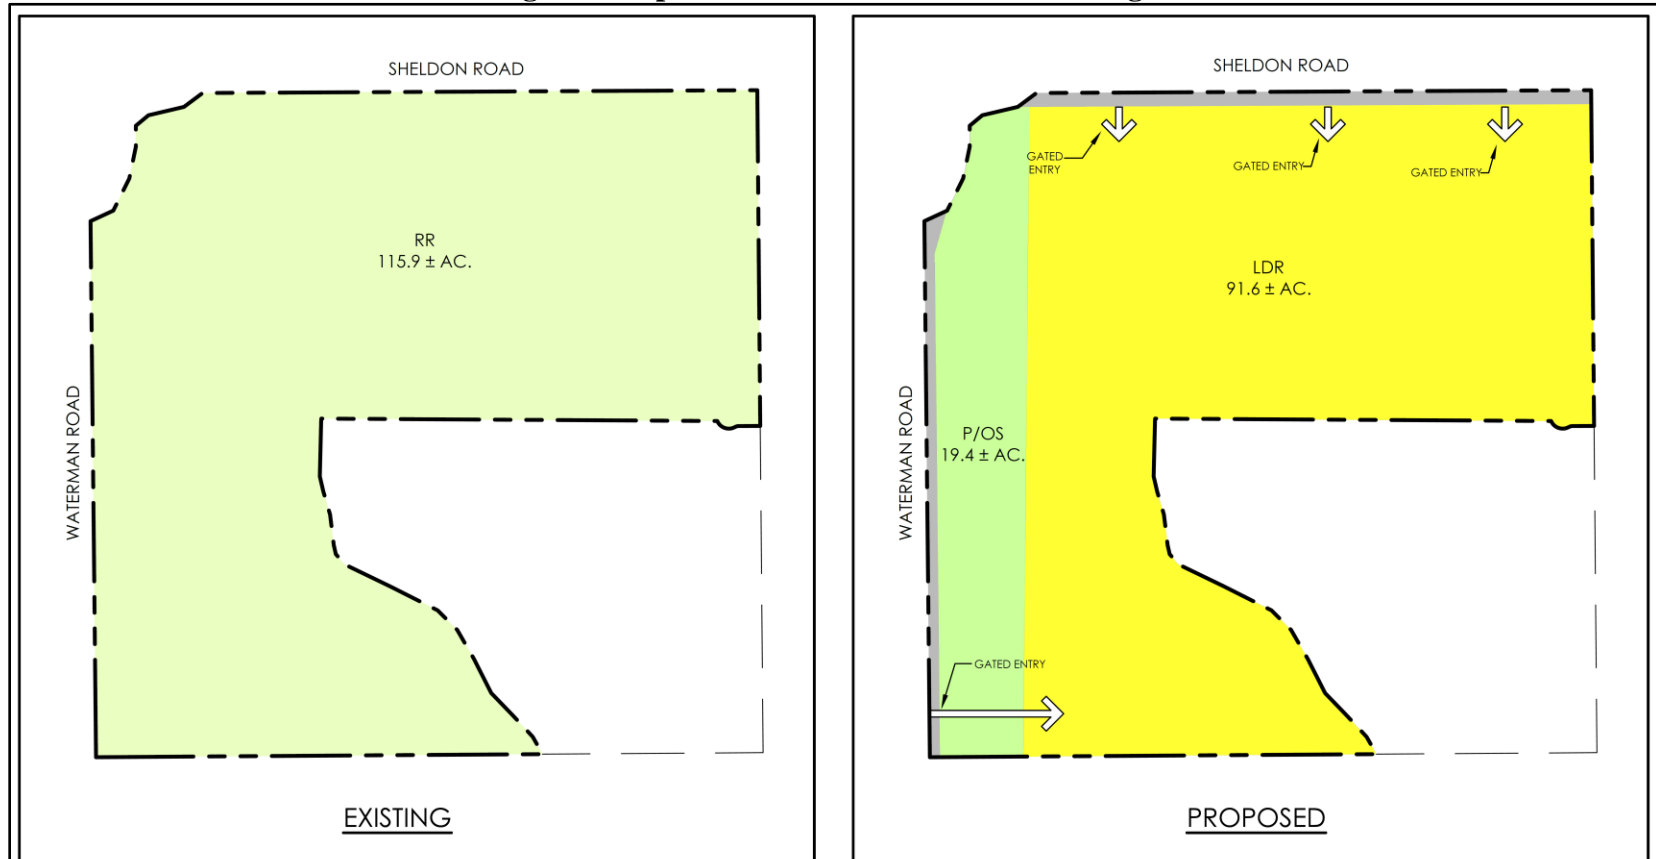 SHELDON ROAD
RR
115.9 ± AC.
WATERMAN ROAD
EXISTING
SHELDON ROAD
GATED
ENTRY
GATED ENTRY
GATED ENTRY
LDR
91.6 ± AC.
P/OS
19.4 ± AC.
WATERMAN ROAD
GATED ENTRY
PROPOSED